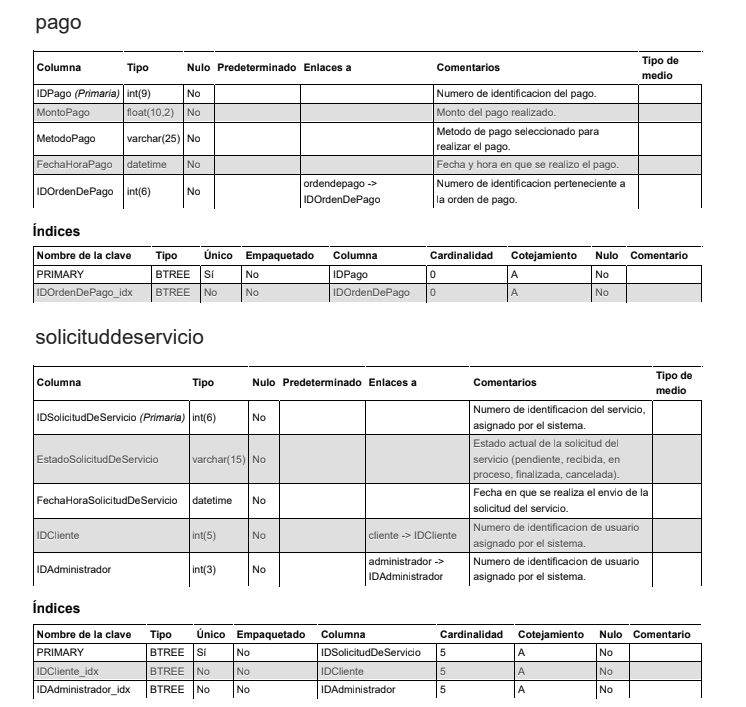 pago
Columna Tipo Nulo Predeterminado Enlaces a Comentarios Tipo de medio
IDPago (Primaria) int(9) No Numero de identificacion del pago.
MontoPago float(10,2) No Monto del pago realizado.
MetodoPago varchar(25) No Metodo de pago seleccionado para realizar el pago.
FechaHoraPago datetime No Fecha y hora en que se realizo el pago.
IDOrdenDePago int(6) No ordendepago -> IDOrdenDePago Numero de identificacion perteneciente a la orden de pago.
Índices
Nombre de la clave Tipo Único Empaquetado Columna Cardinalidad Cotejamiento Nulo Comentario
PRIMARY BTREE Sí No IDPago 0 A No
IDOrdenDePago_idx BTREE No No IDOrdenDePago 0 A No
solicituddeservicio
Columna Tipo Nulo Predeterminado Enlaces a Comentarios Tipo de medio
IDSolicitudDeServicio (Primaria) int(6) No Numero de identificacion del servicio, asignado por el sistema.
EstadoSolicitudDeServicio varchar(15) No Estado actual de la solicitud del servicio (pendiente, recibida, en proceso, finalizada, cancelada).
FechaHoraSolicitudDeServicio datetime No Fecha en que se realiza el envio de la solicitud del servicio.
IDCliente int(5) No cliente -> IDCliente Numero de identificacion de usuario asignado por el sistema.
IDAdministrador int(3) No administrador -> IDAdministrador Numero de identificacion de usuario asignado por el sistema.
Índices
Nombre de la clave Tipo Único Empaquetado Columna Cardinalidad Cotejamiento Nulo Comentario
PRIMARY BTREE Sí No IDSolicitudDeServicio 5 A No
IDCliente_idx BTREE No No IDCliente 5 A No
IDAdministrador_idx BTREE No No IDAdministrador 5 A No